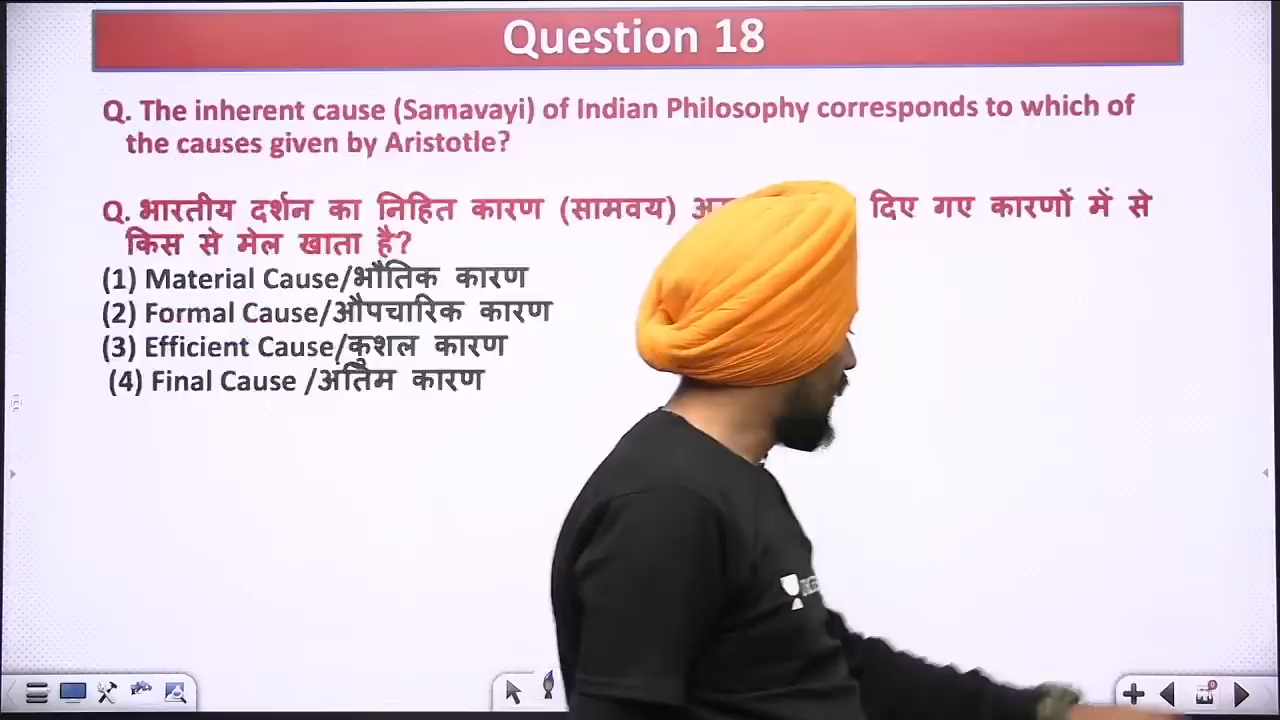 Question 18
Q. The inherent cause (Samavayi) of Indian Philosophy corresponds to which of
the causes given by Aristotle?
Q. भारतीय दर्शन का निहित कारण (सामवय) दिए गए कारणों में से
किस से मेल खाता है?
(1) Material Cause/भौतिक कारण
(2) Formal Cause/औपचारिक कारण
(3) Efficient Cause/कुशल कारण
(4) Final Cause /अंतिम कारण